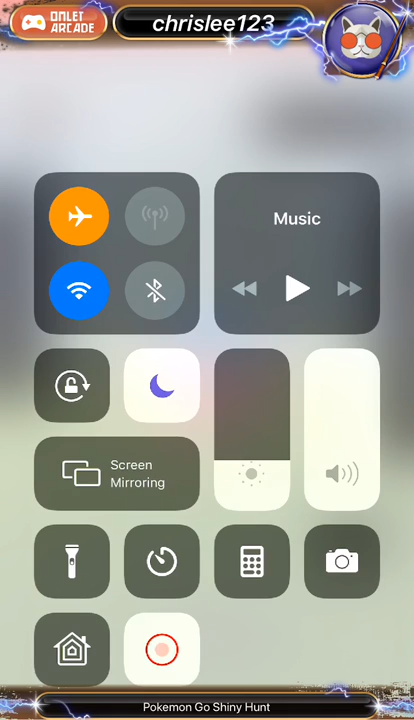 OMLET
ARCADE
chrislee123
Music
Screen
Mirroring
Pokemon Go Shiny Hunt